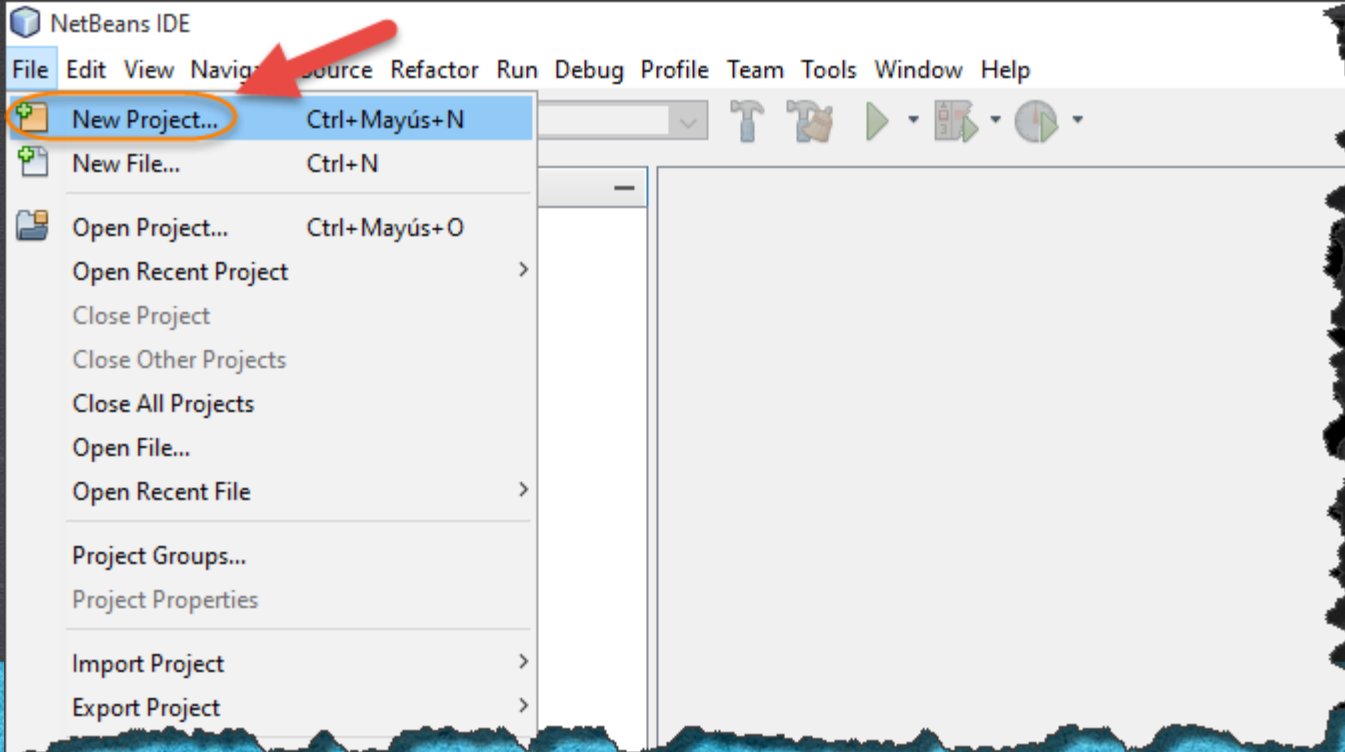 NetBeans IDE
File Edit View Source Refactor Run Debug Profile Team Tools Window Help
New Project... Ctrl+Mayús+N
New File... Ctrl+N
Open Project... Ctrl+Mayús+O
Open Recent Project
Close Project
Close Other Projects
Close All Projects
Open File...
Open Recent File
Project Groups...
Project Properties
Import Project
Export Project